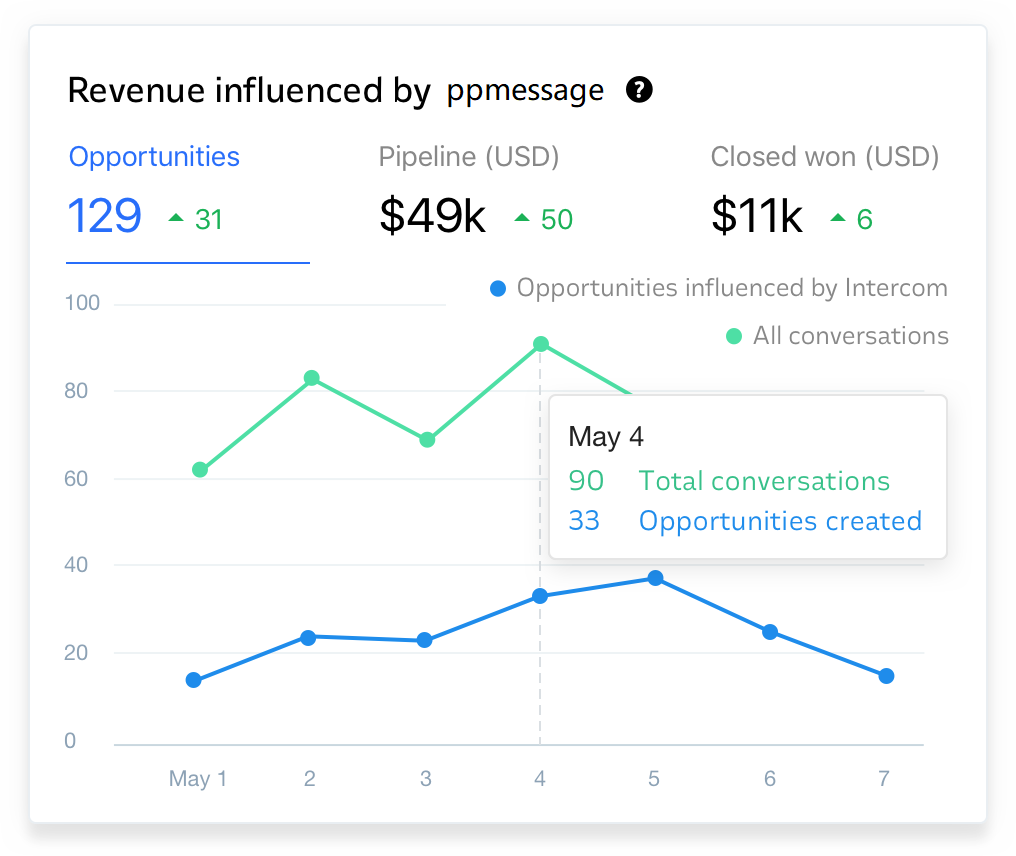 Revenue influenced by ppmessage ?
Opportunities Pipeline (USD) Closed won (USD)
129 31 $49k 50 $11k 6
Opportunities influenced by Intercom
100
All conversations
80
May 4
90 Total conversations
60
33 Opportunities created
40
20
0
May 1 2 3 4 5 6 7